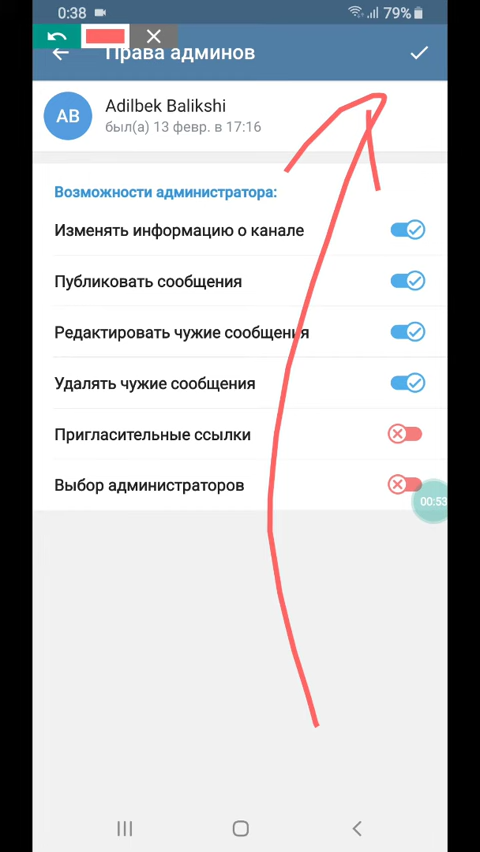 0:38 79%
Права админов
AB
Adilbek Balikshi
был(а) 13 февр. в 17:16
Возможности администратора:
Изменять информацию о канале
Публиковать сообщения
Редактировать чужие сообщения
Удалять чужие сообщения
Пригласительные ссылки
Выбор администраторов
00:53